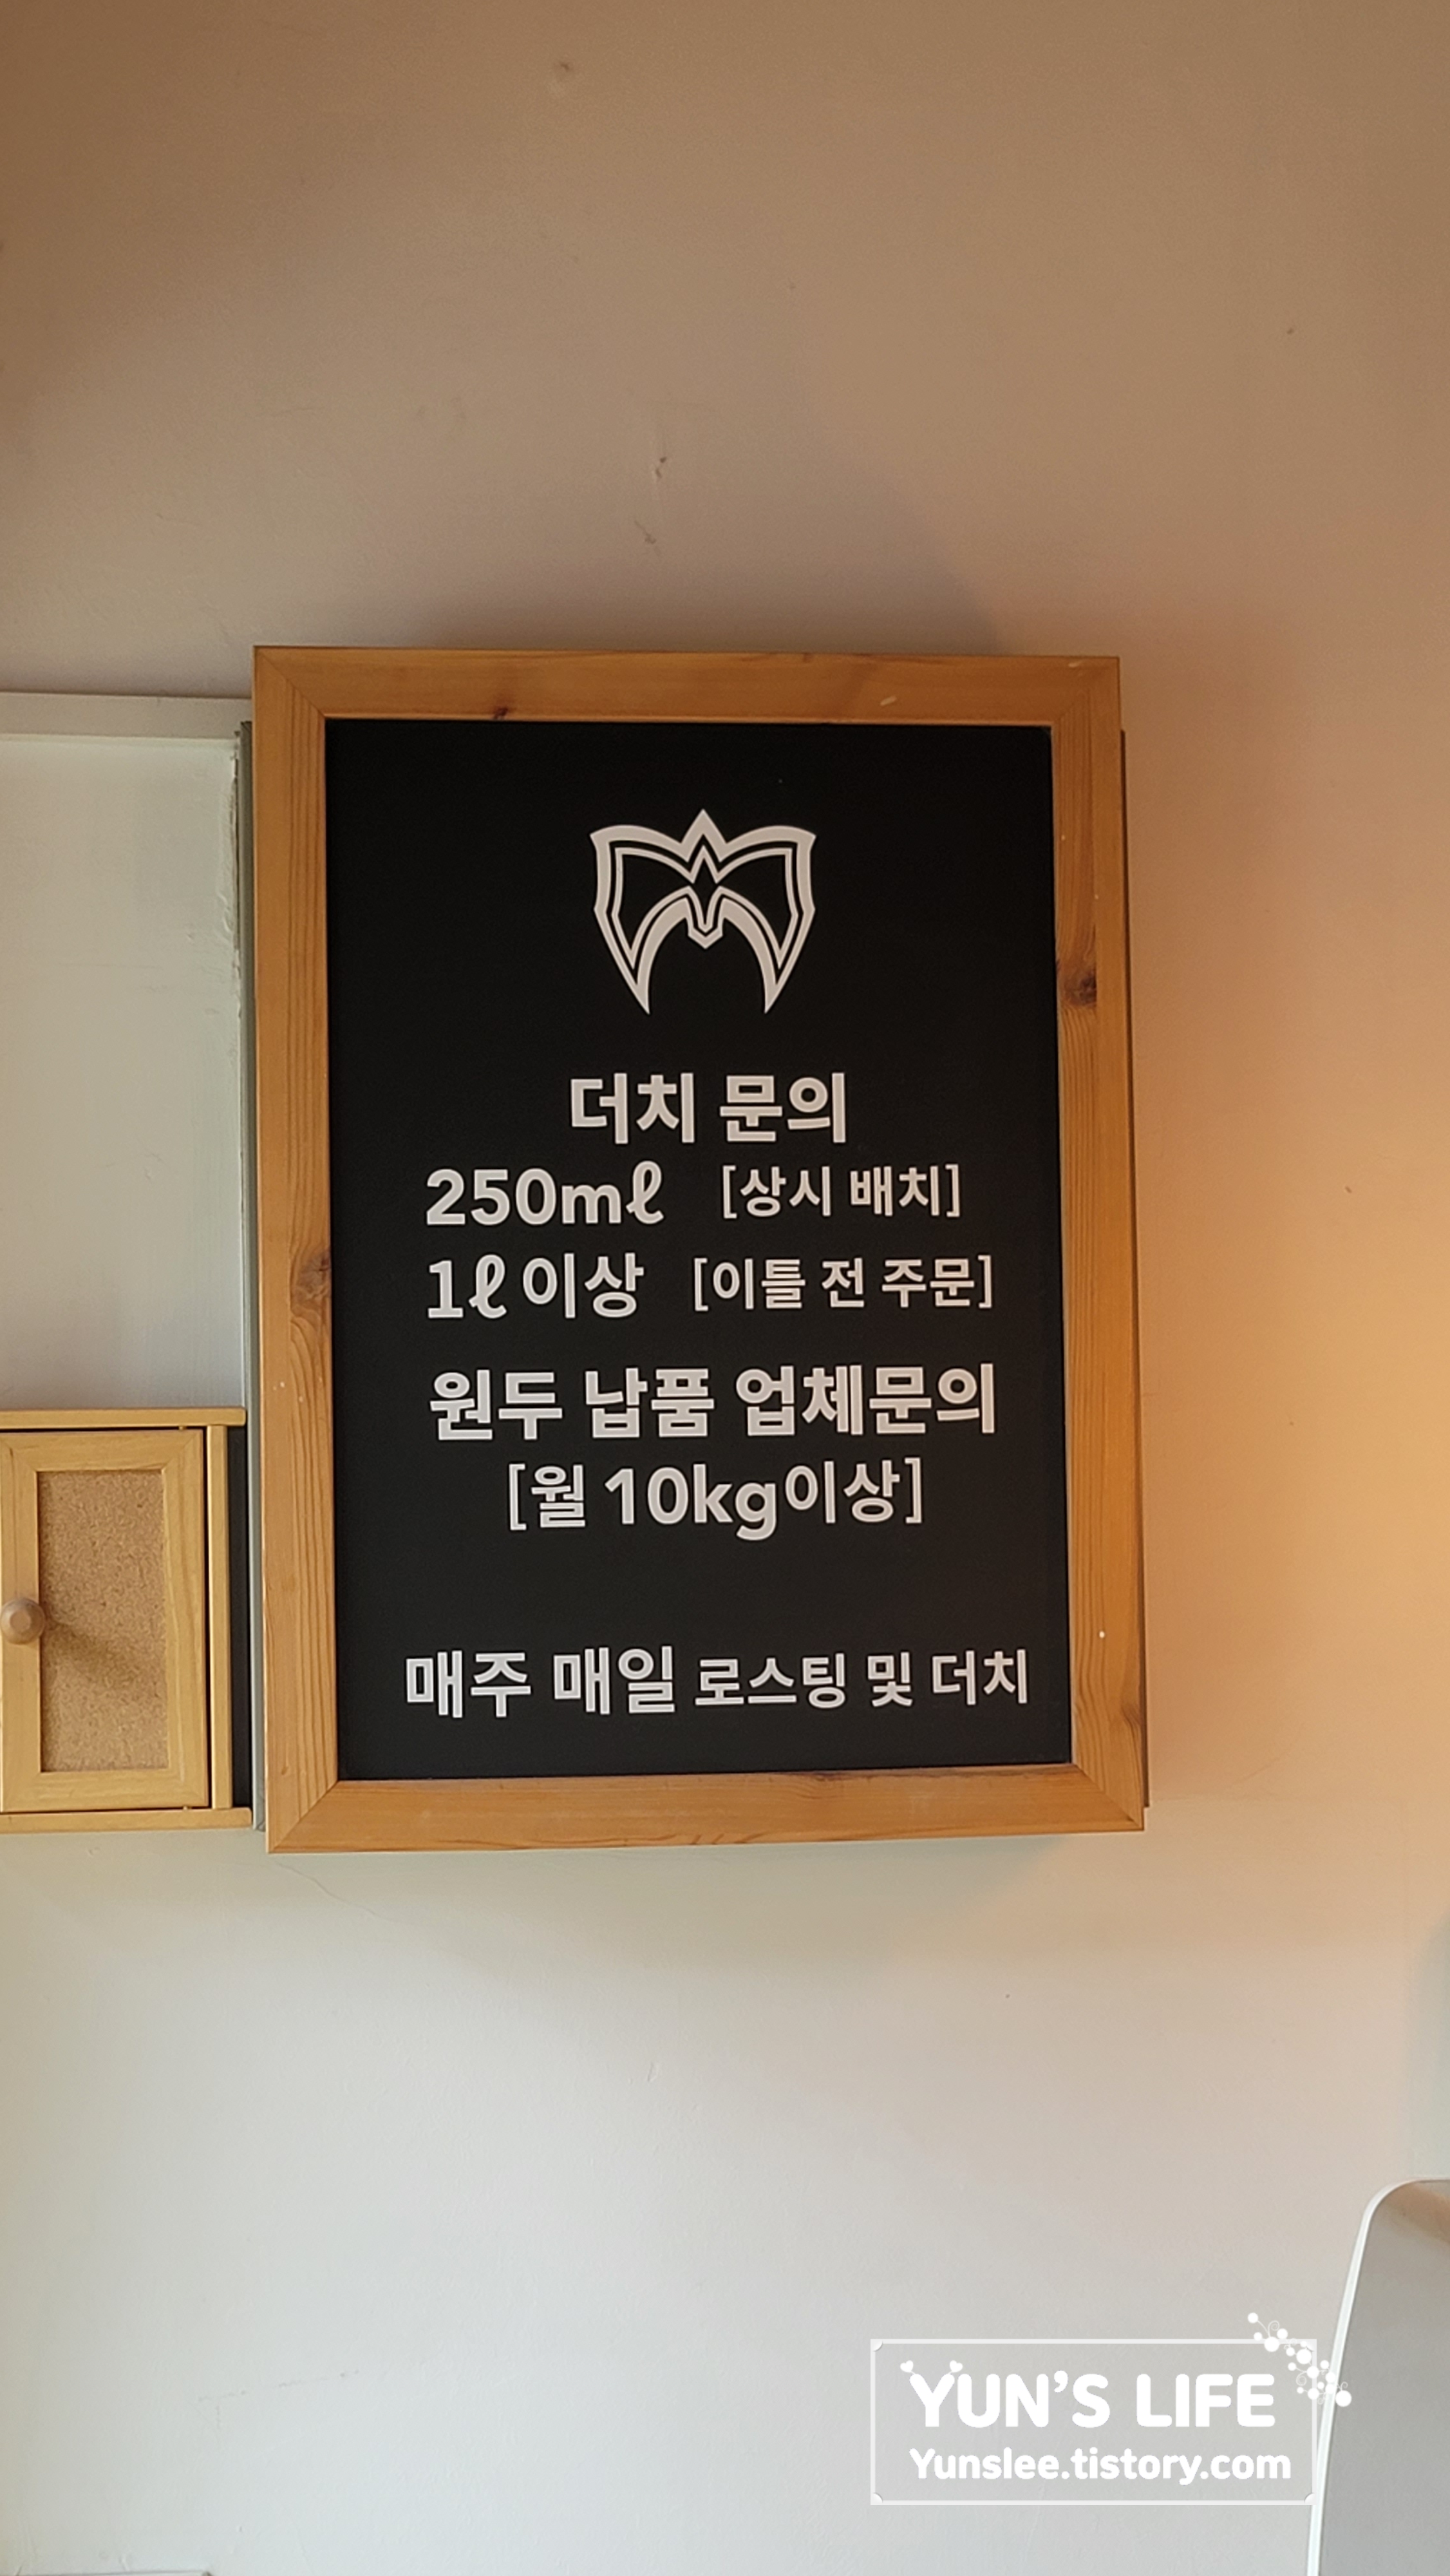 더치 문의
250mℓ [상시 배치]
1ℓ 이상 [이틀 전 주문]
원두 납품 업체문의
[월 10kg이상]
매주 매일 로스팅 및 더치
YUN'S LIFE
Yunslee.tistory.com